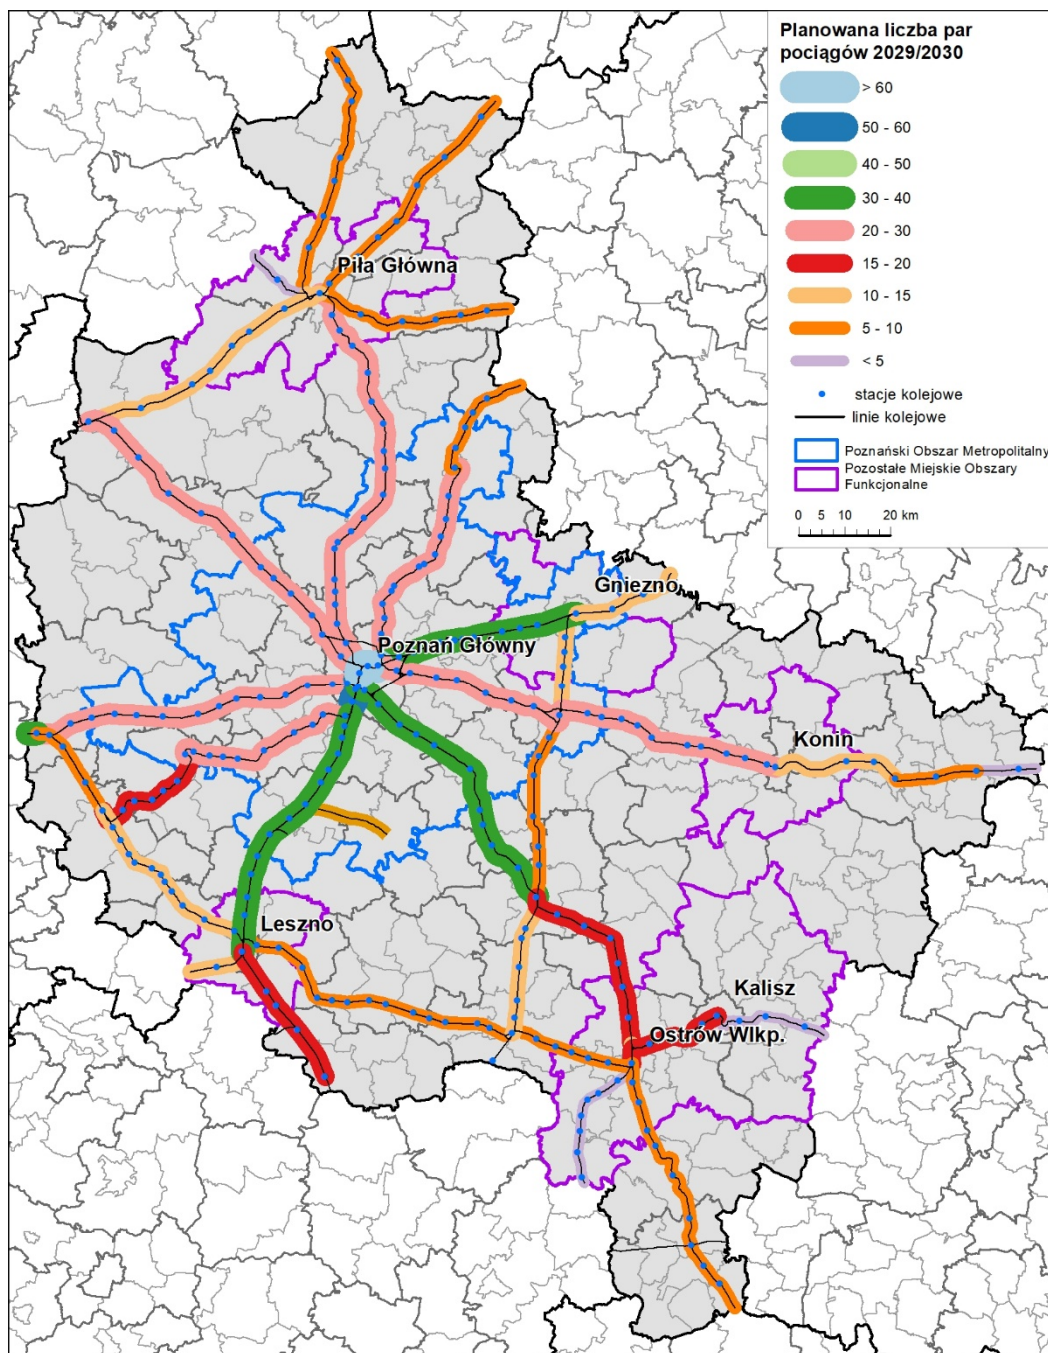 Planowana liczba par
pociągów 2029/2030
> 60
50 - 60
40 - 50
30 - 40
20 - 30
15 - 20
10 - 15
5 - 10
< 5
stacje kolejowe
linie kolejowe
Poznański Obszar Metropolitalny
Pozostałe Miejskie Obszary
Funkcjonalne
0 5 10 20 km
Piła Główna
Gniezno
Poznań Główny
Konin
Leszno
Kalisz
Ostrów Wlkp.